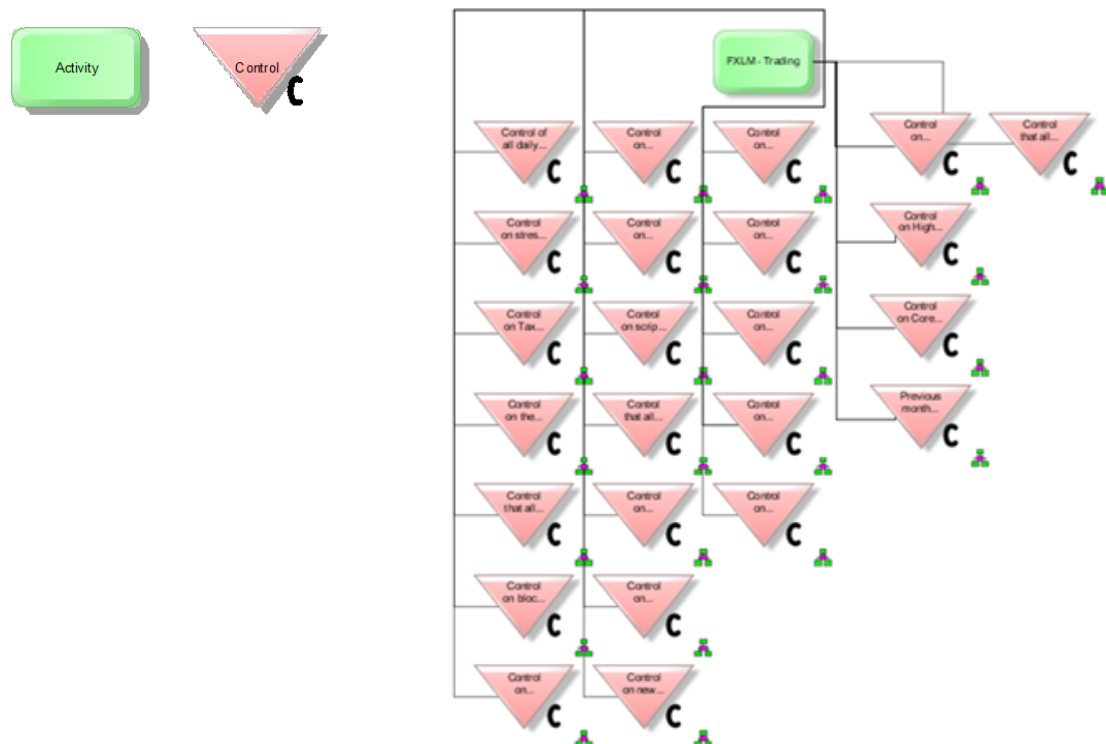 Activity
Control
C
FXLM - Trading
Control of
all daily...
C
Control
on...
C
Control
on...
C
Control
on...
C
Control
that all...
C
Control
on stres...
C
Control
on...
C
Control
on...
C
Control
on High...
C
Control
on Tax...
C
Control
on scrip...
C
Control
on...
C
Control
on Core...
C
Control
on the...
C
Control
that all...
C
Control
on...
C
Previous
month...
C
Control
that all...
C
Control
on...
C
Control
on...
C
Control
on bloc...
C
Control
on...
C
Control
on...
C
Control
on new...
C